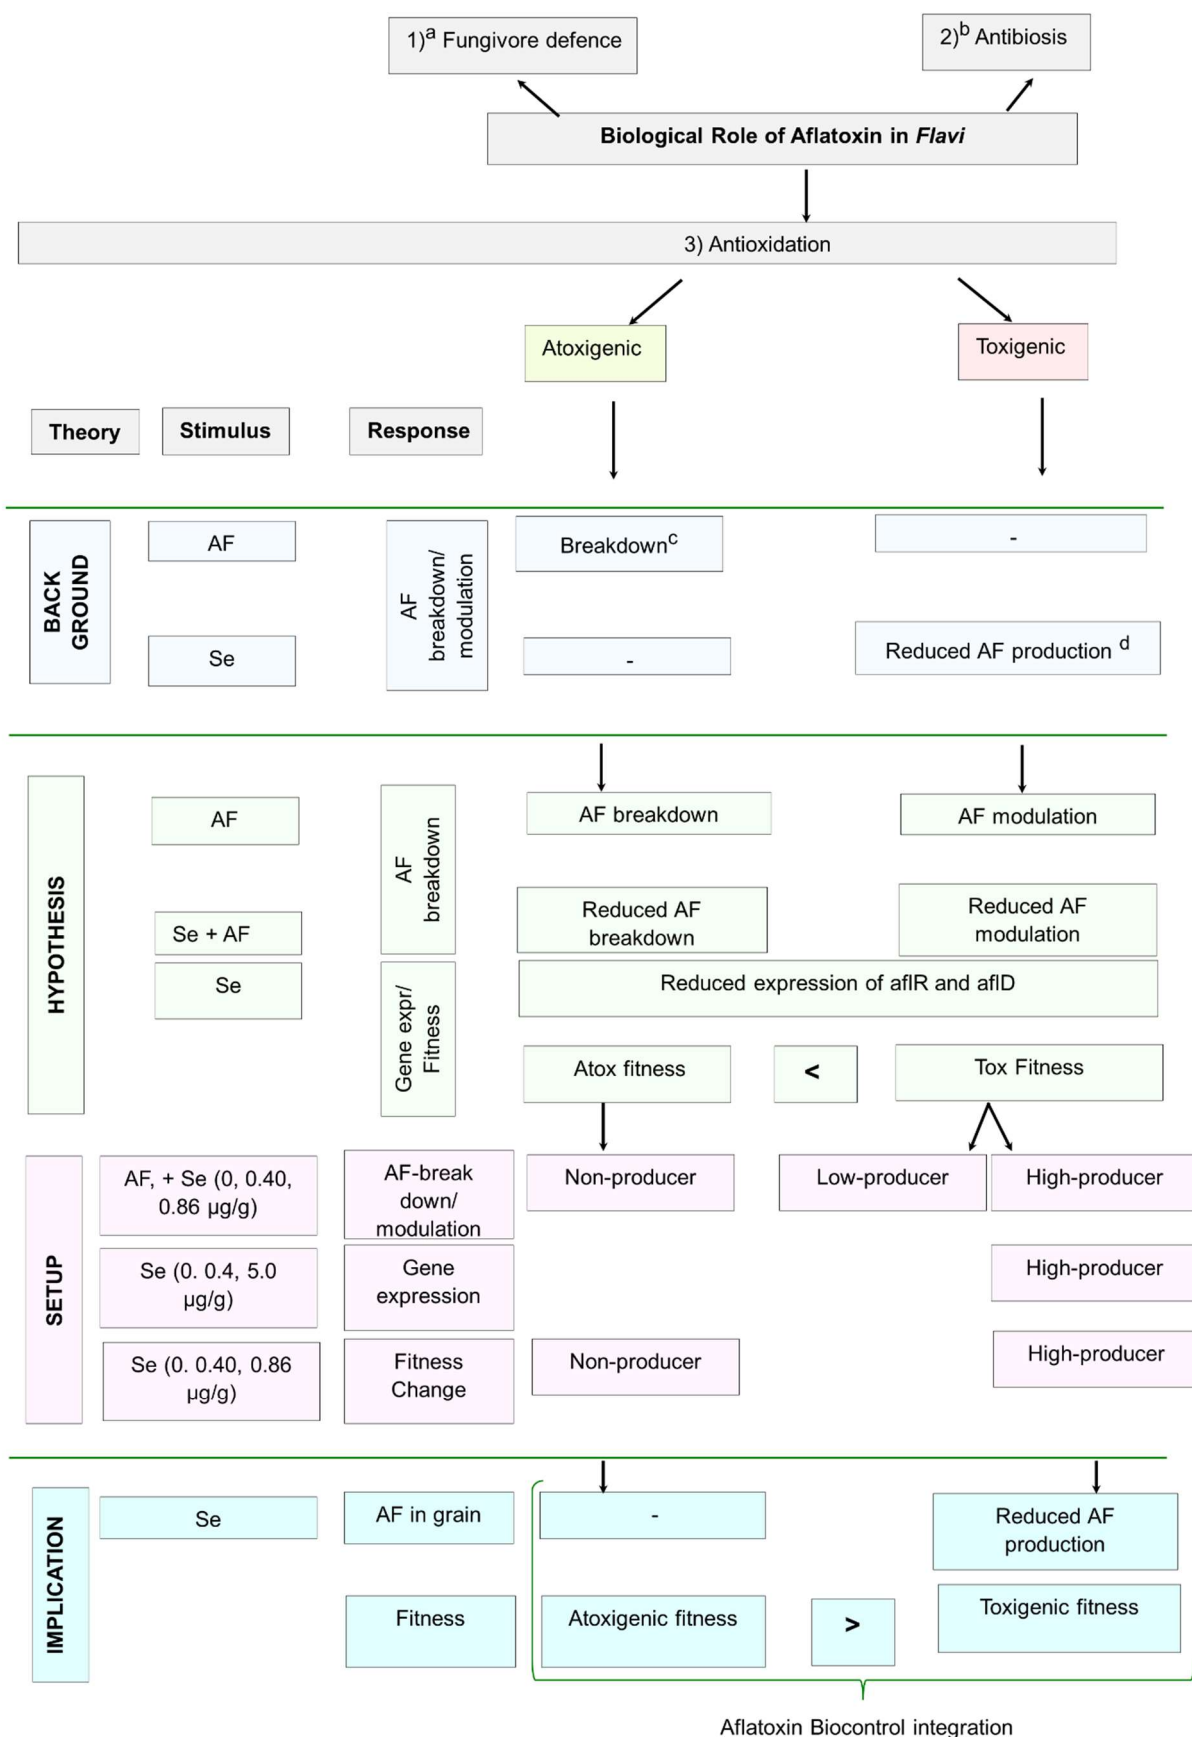 1)a Fungivore defence
2)b Antibiosis
Biological Role of Aflatoxin in Flavi
3) Antioxidation
Atoxigenic
Toxigenic
Theory
Stimulus
Response
BACK
GROUND
AF
AF
breakdown/
modulation
Breakdownc
-
Se
-
Reduced AF production d
HYPOTHESIS
AF
AF
breakdown
AF breakdown
AF modulation
Se + AF
Reduced AF
breakdown
Reduced AF
modulation
Se
Gene expr/
Fitness
Reduced expression of aflR and aflD
Atox fitness
<
Tox Fitness
SETUP
AF, + Se (0, 0.40,
0.86 µg/g)
AF-break
down/
modulation
Non-producer
Low-producer
High-producer
Se (0. 0.4, 5.0
µg/g)
Gene
expression
High-producer
Se (0. 0.40, 0.86
µg/g)
Fitness
Change
Non-producer
High-producer
IMPLICATION
Se
AF in grain
-
Reduced AF
production
Fitness
Atoxigenic fitness
>
Toxigenic fitness
Aflatoxin Biocontrol integration